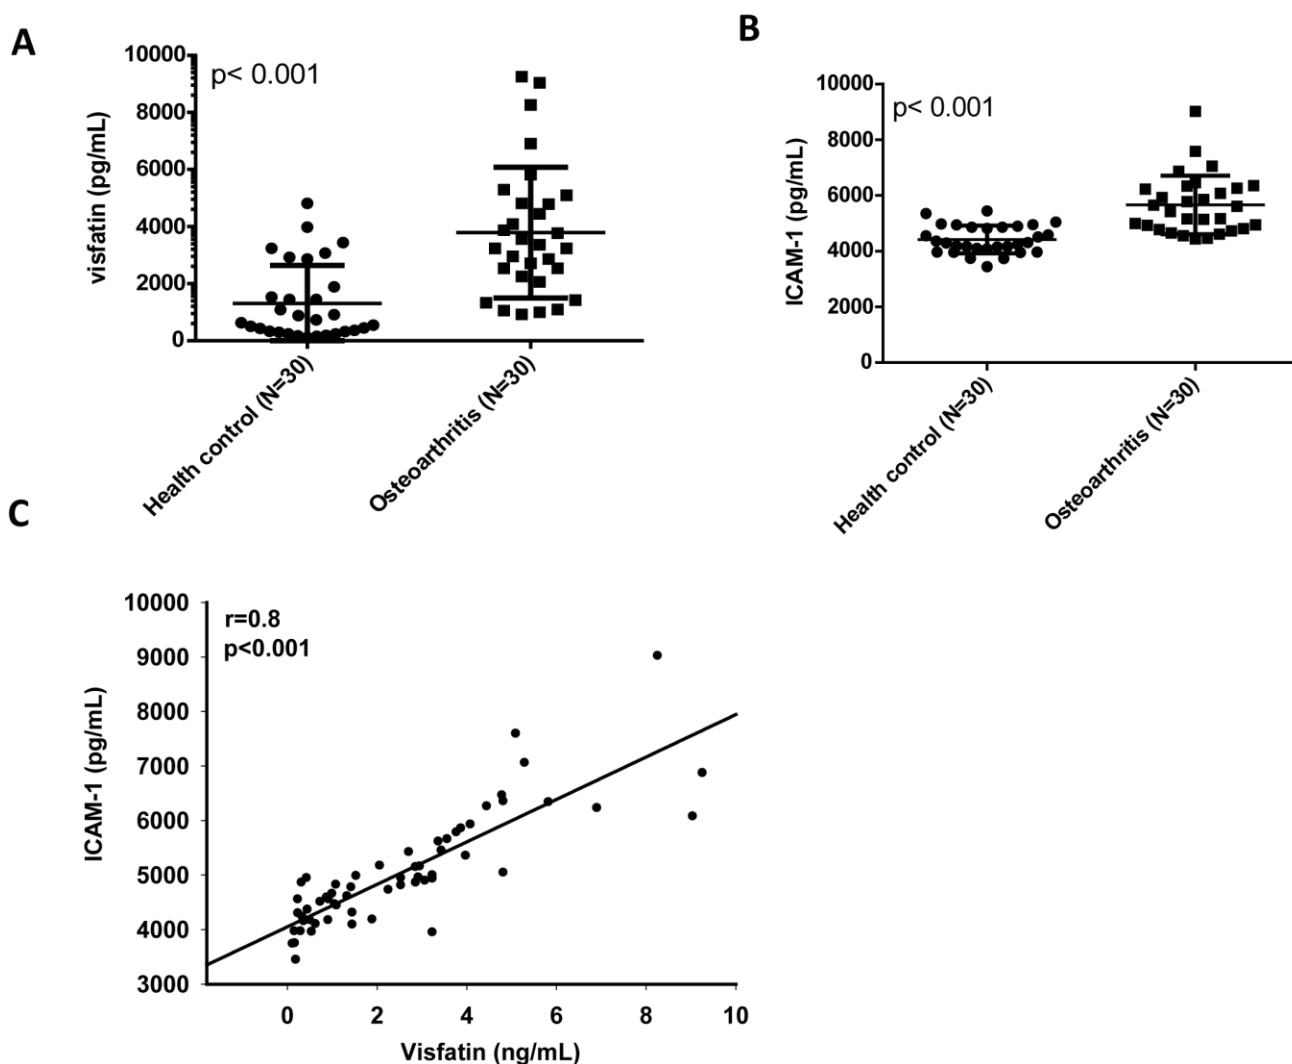 A
p< 0.001
visfatin (pg/mL)
10000
8000
6000
4000
2000
0
Health control (N=30)
Osteoarthritis (N=30)
B
p< 0.001
ICAM-1 (pg/mL)
10000
8000
6000
4000
2000
0
Health control (N=30)
Osteoarthritis (N=30)
C
r=0.8
p<0.001
ICAM-1 (pg/mL)
10000
9000
8000
7000
6000
5000
4000
3000
0 2 4 6 8 10
Visfatin (ng/mL)